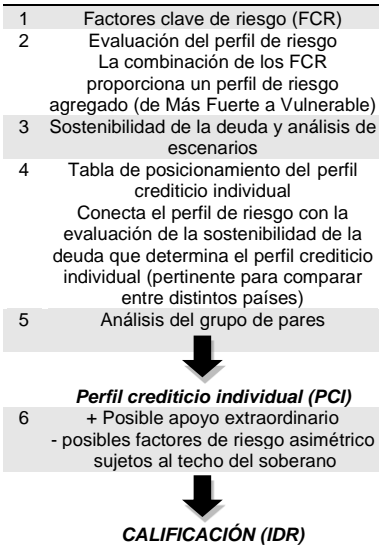 1 Factores clave de riesgo (FCR)
2 Evaluación del perfil de riesgo
La combinación de los FCR
proporciona un perfil de riesgo
agregado (de Más Fuerte a Vulnerable)
3 Sostenibilidad de la deuda y análisis de
escenarios
4 Tabla de posicionamiento del perfil
crediticio individual
Conecta el perfil de riesgo con la
evaluación de la sostenibilidad de la
deuda que determina el perfil crediticio
individual (pertinente para comparar
entre distintos países)
5 Análisis del grupo de pares
Perfil crediticio individual (PCI)
6 + Posible apoyo extraordinario
- posibles factores de riesgo asimétrico
sujetos al techo del soberano
CALIFICACIÓN (IDR)